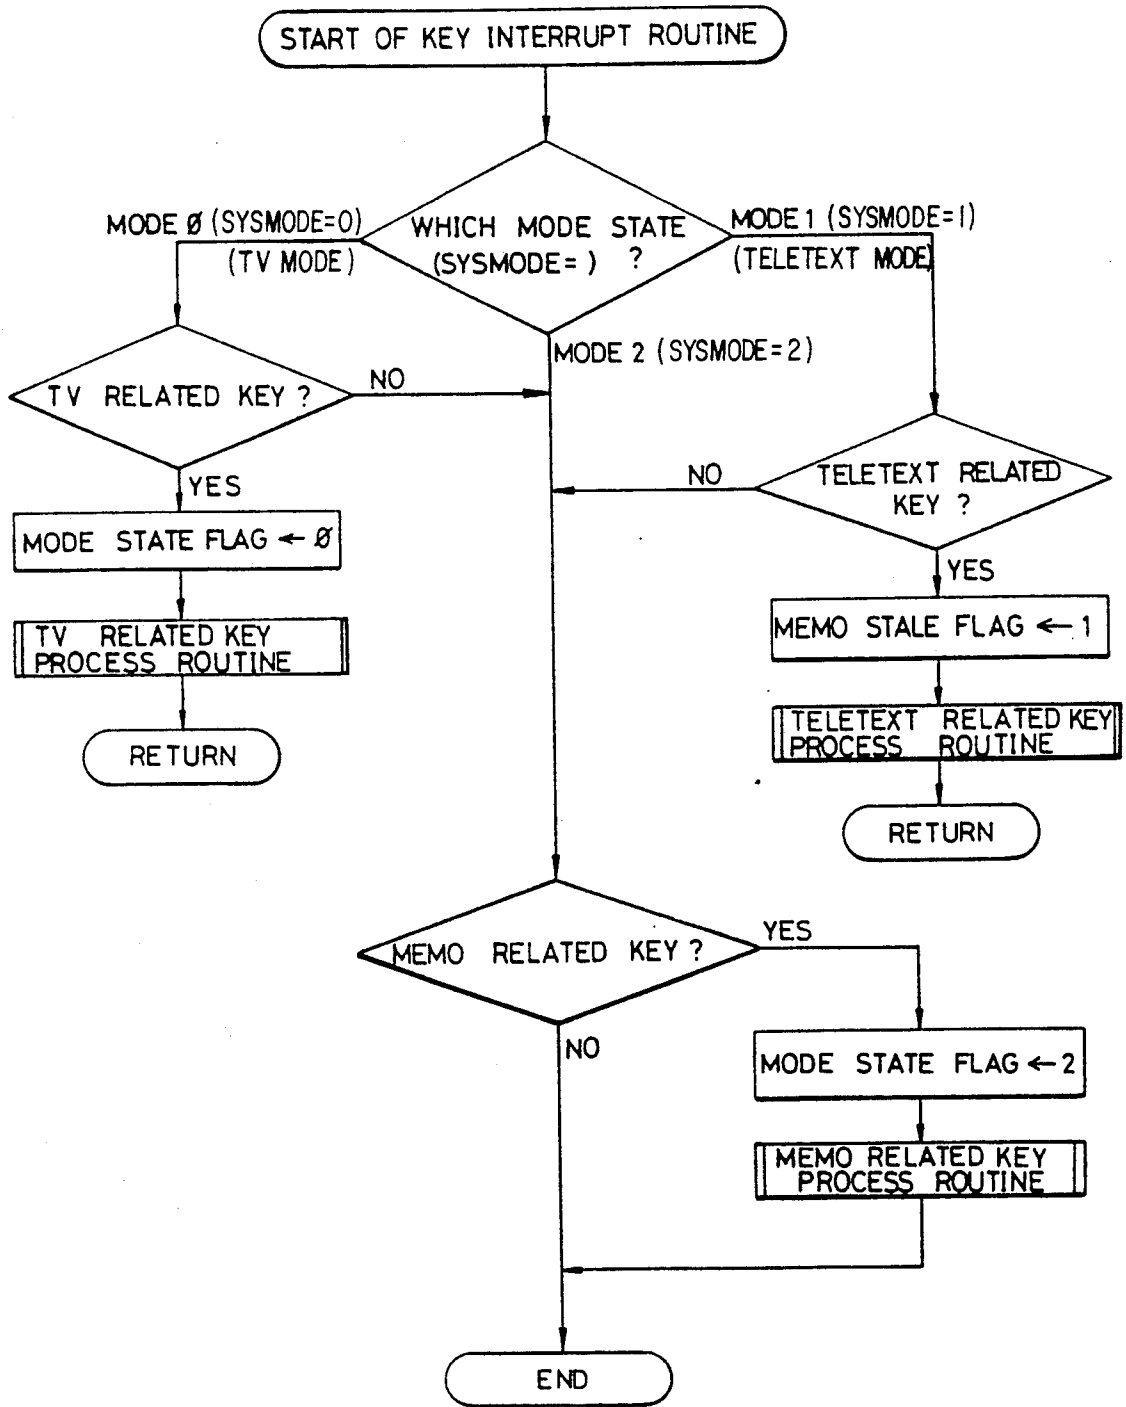 START OF KEY INTERRUPT ROUTINE
MODE Ø (SYSMODE=0)
(TV MODE)
WHICH MODE STATE
(SYSMODE= ) ?
MODE 1 (SYSMODE=1)
(TELETEXT MODE)
MODE 2 (SYSMODE=2)
TV RELATED KEY ?
NO
YES
MODE STATE FLAG ← Ø
TV RELATED KEY
PROCESS ROUTINE
RETURN
NO
TELETEXT RELATED
KEY ?
YES
MEMO STALE FLAG ← 1
TELETEXT RELATED KEY
PROCESS ROUTINE
RETURN
MEMO RELATED KEY ?
YES
NO
MODE STATE FLAG ← 2
MEMO RELATED KEY
PROCESS ROUTINE
END